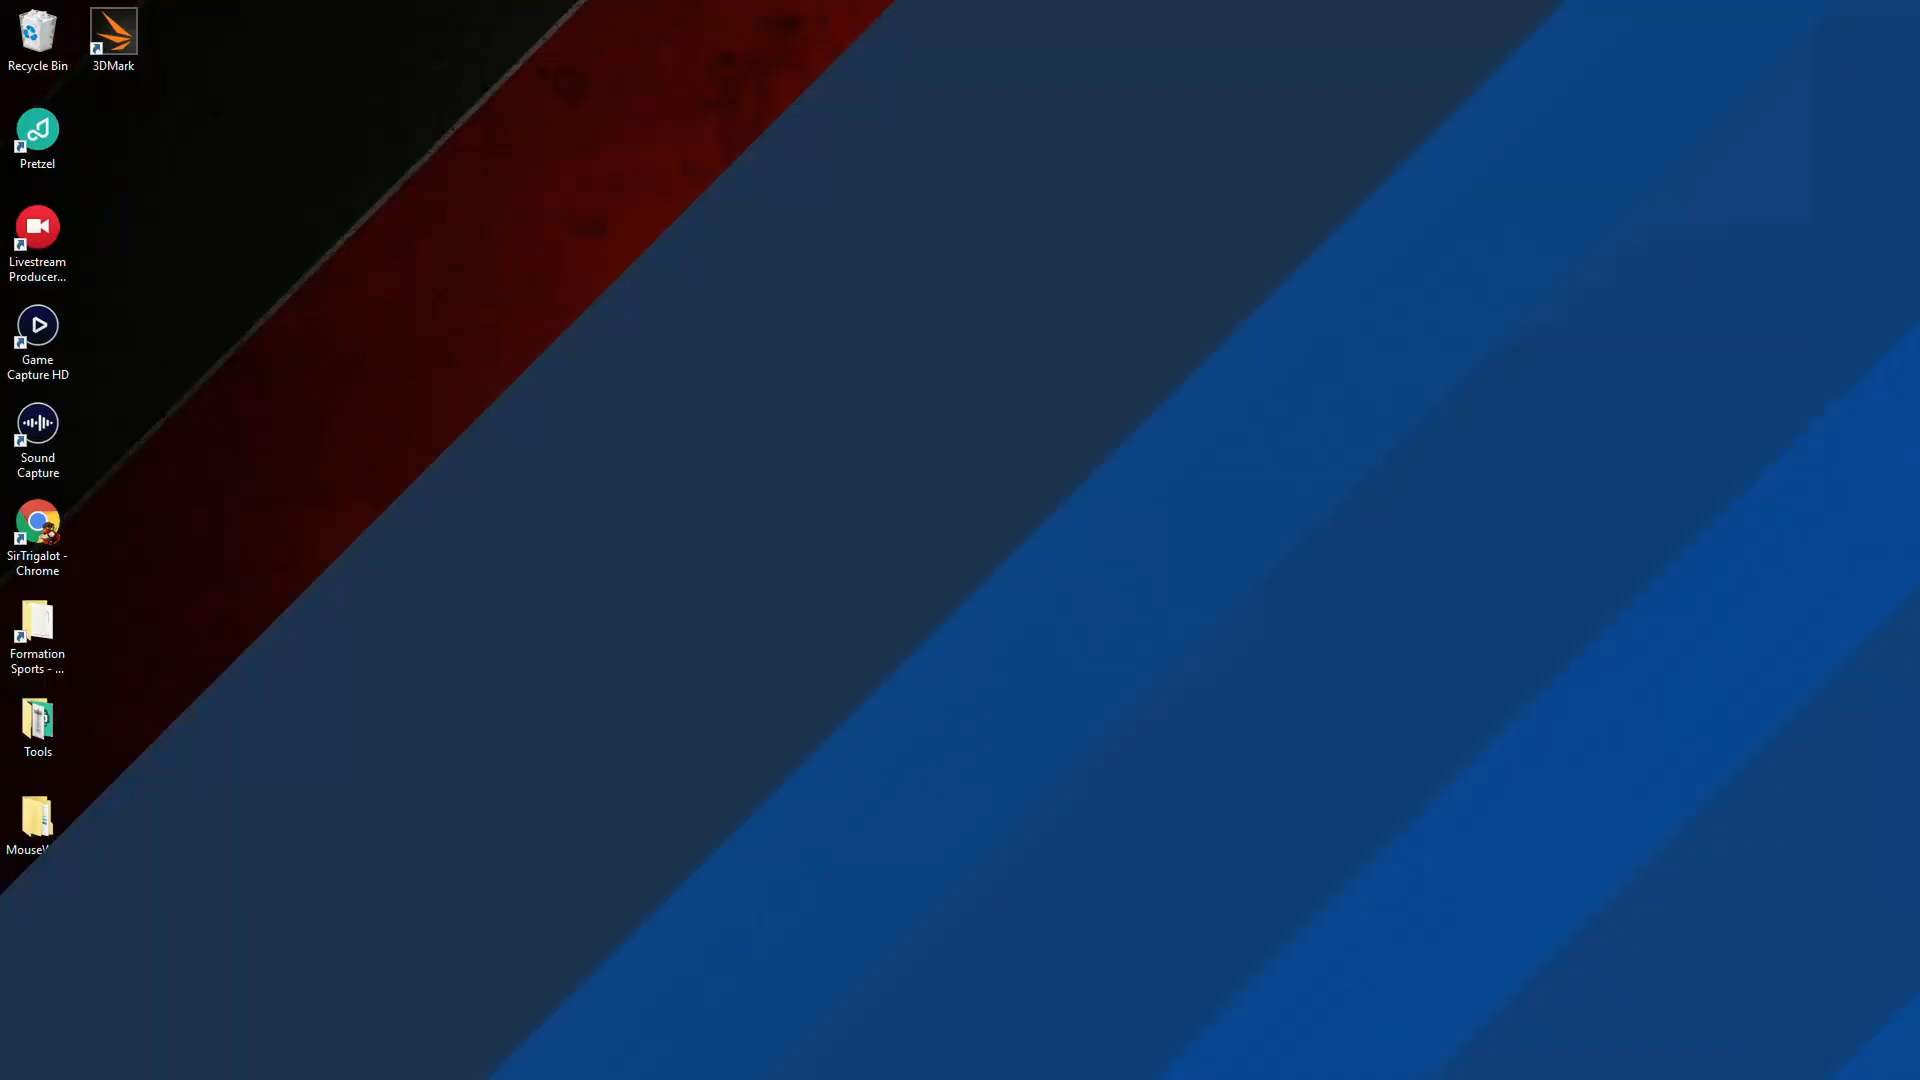 Recycle Bin
3DMark
Pretzel
Livestream
Producer...
Game
Capture HD
Sound
Capture
SirTrigalot -
Chrome
Formation
Sports - ...
Tools